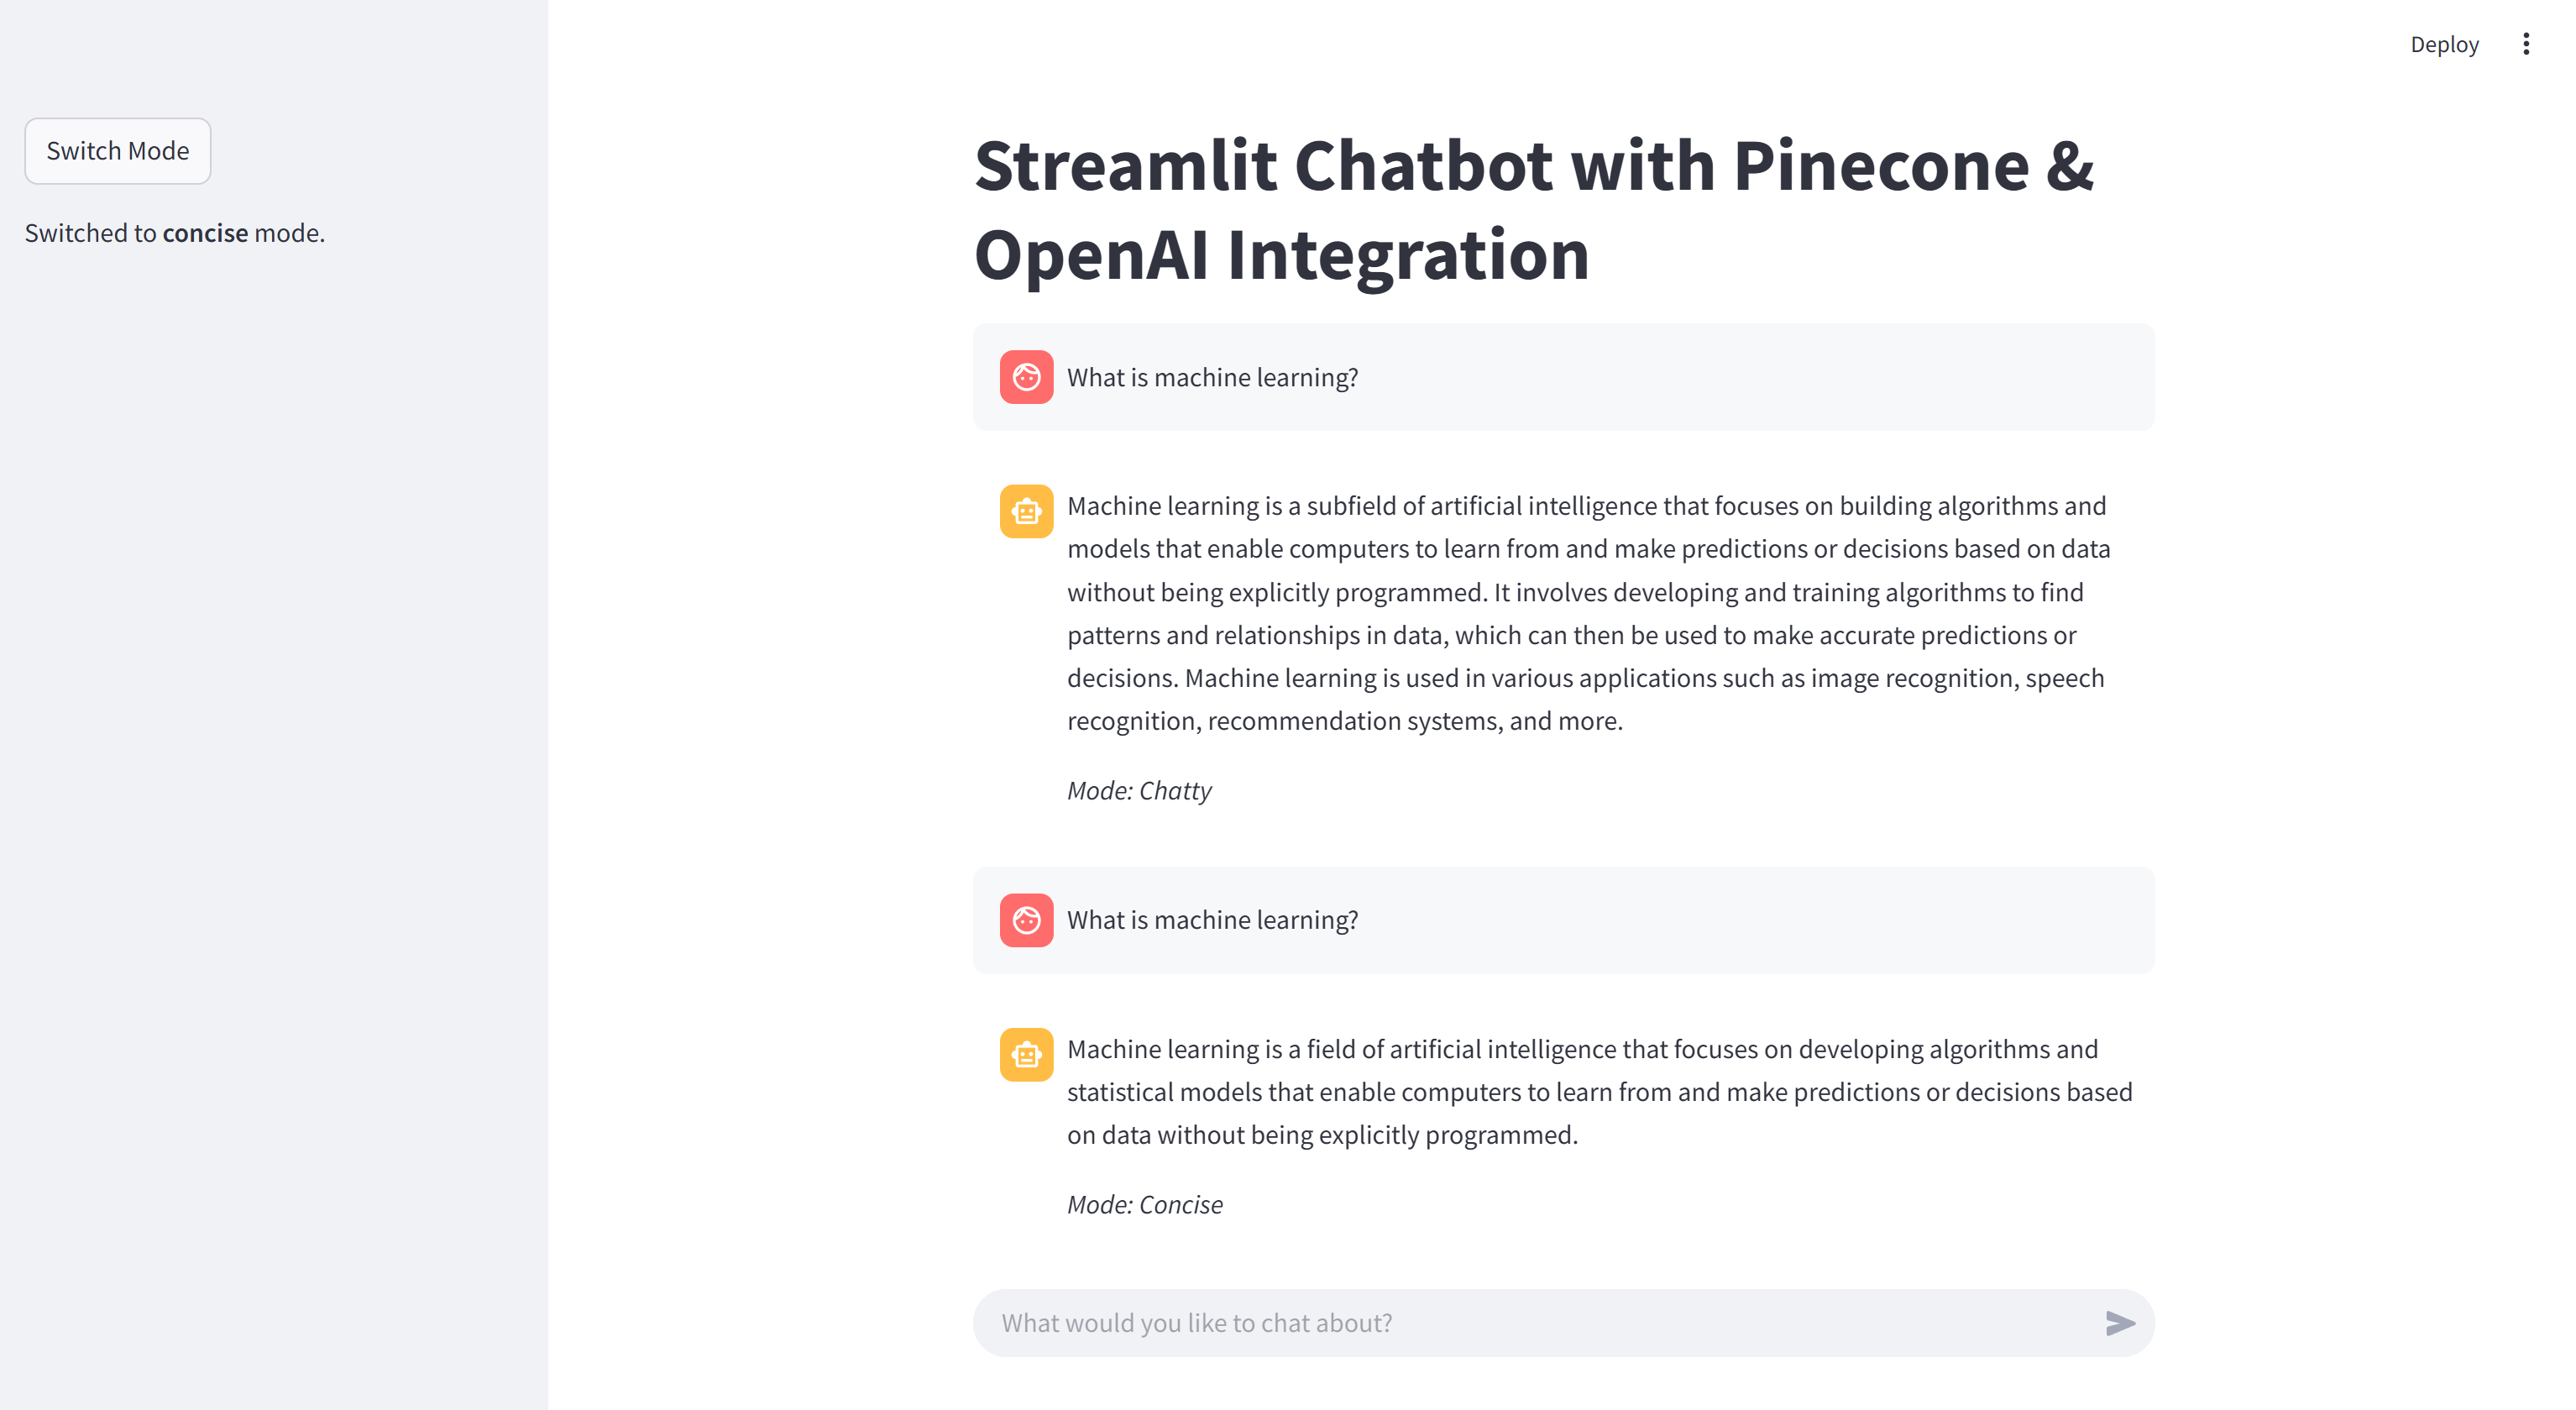 Deploy
Switch Mode
Switched to concise mode.
Streamlit Chatbot with Pinecone &
OpenAI Integration
What is machine learning?
Machine learning is a subfield of artificial intelligence that focuses on building algorithms and
models that enable computers to learn from and make predictions or decisions based on data
without being explicitly programmed. It involves developing and training algorithms to find
patterns and relationships in data, which can then be used to make accurate predictions or
decisions. Machine learning is used in various applications such as image recognition, speech
recognition, recommendation systems, and more.
Mode: Chatty
What is machine learning?
Machine learning is a field of artificial intelligence that focuses on developing algorithms and
statistical models that enable computers to learn from and make predictions or decisions based
on data without being explicitly programmed.
Mode: Concise
What would you like to chat about?